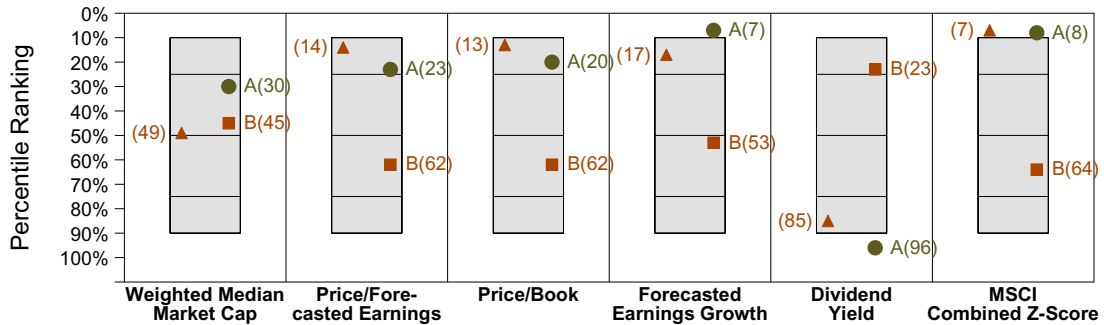 Percentile Ranking
0%
10%
20%
30%
40%
50%
60%
70%
80%
90%
100%
(49)
A(30)
B(45)
(14)
A(23)
B(62)
(13)
A(20)
B(62)
(17)
A(7)
B(53)
(85)
B(23)
A(96)
(7)
A(8)
B(64)
Weighted Median
Market Cap
Price/Fore-
casted Earnings
Price/Book
Forecasted
Earnings Growth
Dividend
Yield
MSCI
Combined Z-Score